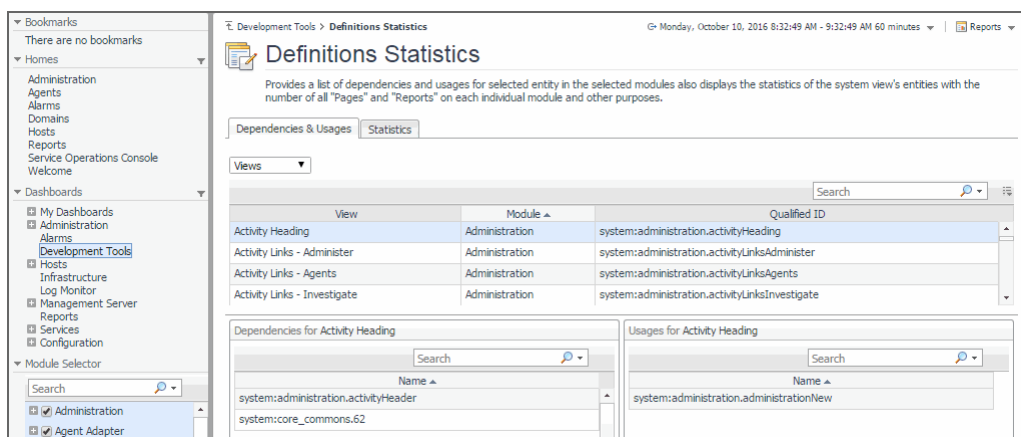 Bookmarks
There are no bookmarks
Homes
Administration
Agents
Alarms
Domains
Hosts
Reports
Service Operations Console
Welcome
Dashboards
My Dashboards
Administration
Alarms
Development Tools
Hosts
Infrastructure
Log Monitor
Management Server
Reports
Services
Configuration
Module Selector
Search
Administration
Agent Adapter
Development Tools > Definitions Statistics
Monday, October 10, 2016 8:32:49 AM - 9:32:49 AM 60 minutes
Reports
Definitions Statistics
Provides a list of dependencies and usages for selected entity in the selected modules also displays the statistics of the system view's entities with the
number of all "Pages" and "Reports" on each individual module and other purposes.
Dependencies & Usages Statistics
Views
Search
View Module Qualified ID
Activity Heading Administration system:administration.activityHeading
Activity Links - Administer Administration system:administration.activityLinksAdminister
Activity Links - Agents Administration system:administration.activityLinksAgents
Activity Links - Investigate Administration system:administration.activityLinksInvestigate
Dependencies for Activity Heading
Search
Name
system:administration.activityHeader
system:core_commons.62
Usages for Activity Heading
Search
Name
system:administration.administrationNew